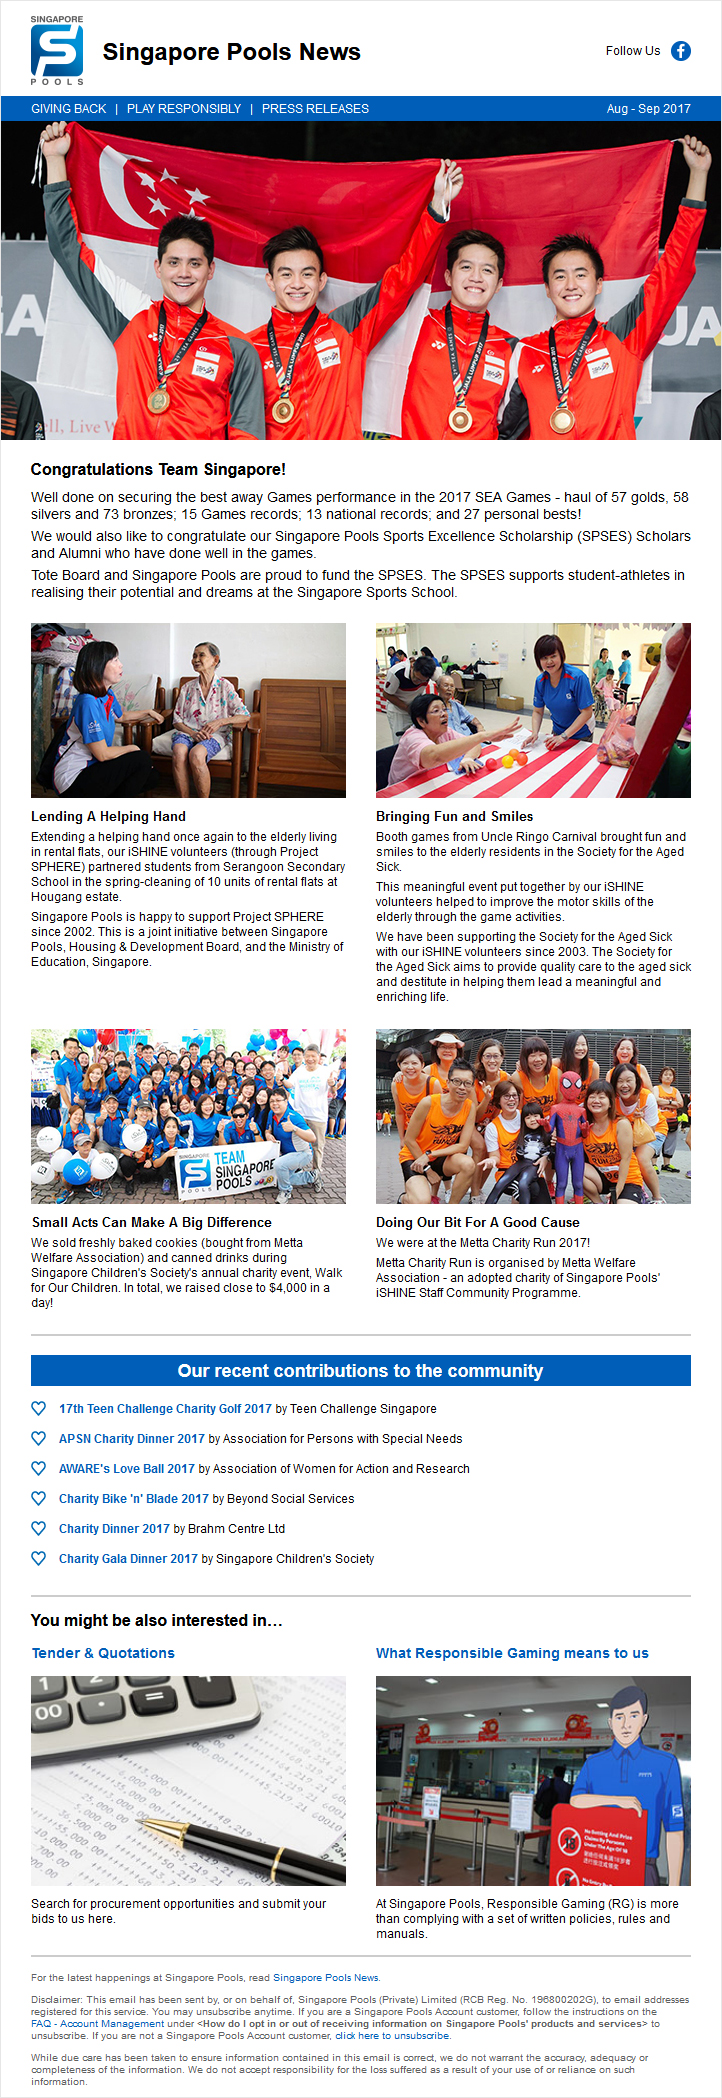 SINGAPORE
POOLS
Singapore Pools News
Follow Us
GIVING BACK | PLAY RESPONSIBLY | PRESS RELEASES
Aug - Sep 2017
ell, Live W
Congratulations Team Singapore!
Well done on securing the best away Games performance in the 2017 SEA Games - haul of 57 golds, 58
silvers and 73 bronzes; 15 Games records; 13 national records; and 27 personal bests!
We would also like to congratulate our Singapore Pools Sports Excellence Scholarship (SPSES) Scholars
and Alumni who have done well in the games.
Tote Board and Singapore Pools are proud to fund the SPSES. The SPSES supports student-athletes in
realising their potential and dreams at the Singapore Sports School.
Lending A Helping Hand
Extending a helping hand once again to the elderly living
in rental flats, our iSHINE volunteers (through Project
SPHERE) partnered students from Serangoon Secondary
School in the spring-cleaning of 10 units of rental flats at
Hougang estate.
Singapore Pools is happy to support Project SPHERE
since 2002. This is a joint initiative between Singapore
Pools, Housing & Development Board, and the Ministry of
Education, Singapore.
Bringing Fun and Smiles
Booth games from Uncle Ringo Carnival brought fun and
smiles to the elderly residents in the Society for the Aged
Sick.
This meaningful event put together by our iSHINE
volunteers helped to improve the motor skills of the
elderly through the game activities.
We have been supporting the Society for the Aged Sick
with our iSHINE volunteers since 2003. The Society for
the Aged Sick aims to provide quality care to the aged sick
and destitute in helping them lead a meaningful and
enriching life.
SINGAPORE
POOLS
TEAM
SINGAPORE
POOLS
Small Acts Can Make A Big Difference
We sold freshly baked cookies (bought from Metta
Welfare Association) and canned drinks during
Singapore Children's Society's annual charity event, Walk
for Our Children. In total, we raised close to $4,000 in a
day!
Doing Our Bit For A Good Cause
We were at the Metta Charity Run 2017!
Metta Charity Run is organised by Metta Welfare
Association - an adopted charity of Singapore Pools'
iSHINE Staff Community Programme.
Our recent contributions to the community
17th Teen Challenge Charity Golf 2017 by Teen Challenge Singapore
APSN Charity Dinner 2017 by Association for Persons with Special Needs
AWARE's Love Ball 2017 by Association of Women for Action and Research
Charity Bike 'n' Blade 2017 by Beyond Social Services
Charity Dinner 2017 by Brahm Centre Ltd
Charity Gala Dinner 2017 by Singapore Children's Society
You might be also interested in…
Tender & Quotations
What Responsible Gaming means to us
No Betting And Prize
Claims By Persons
Under The Age Of 18
Search for procurement opportunities and submit your
bids to us here.
At Singapore Pools, Responsible Gaming (RG) is more
than complying with a set of written policies, rules and
manuals.
For the latest happenings at Singapore Pools, read Singapore Pools News.
Disclaimer: This email has been sent by, or on behalf of, Singapore Pools (Private) Limited (RCB Reg. No. 196800202G), to email addresses
registered for this service. You may unsubscribe anytime. If you are a Singapore Pools Account customer, follow the instructions on the
FAQ - Account Management under <How do I opt in or out of receiving information on Singapore Pools' products and services> to
unsubscribe. If you are not a Singapore Pools Account customer, click here to unsubscribe.
While due care has been taken to ensure information contained in this email is correct, we do not warrant the accuracy, adequacy or
completeness of the information. We do not accept responsibility for the loss suffered as a result of your use of or reliance on such
information.